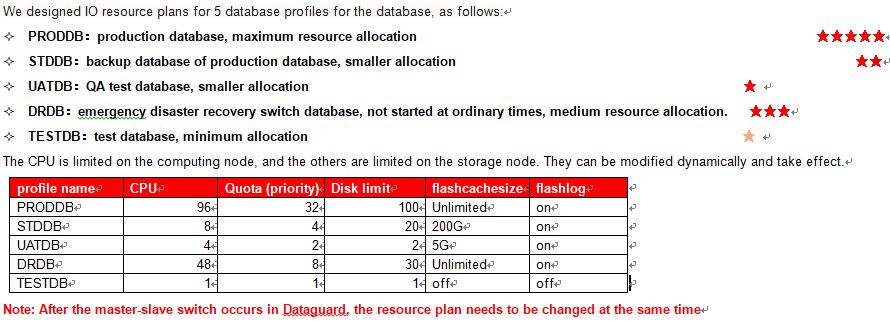 We designed IO resource plans for 5 database profiles for the database, as follows:
PRODDB: production database, maximum resource allocation
STDDB: backup database of production database, smaller allocation
UATDB: QA test database, smaller allocation
DRDB: emergency disaster recovery switch database, not started at ordinary times, medium resource allocation.
TESTDB: test database, minimum allocation
The CPU is limited on the computing node, and the others are limited on the storage node. They can be modified dynamically and take effect.
profile name CPU Quota (priority) Disk limit flashcachesize flashlog
PRODDB 96 32 100 Unlimited on
STDDB 8 4 20 200G on
UATDB 4 2 2 5G on
DRDB 48 8 30 Unlimited on
TESTDB 1 1 1 off off
Note: After the master-slave switch occurs in Dataguard, the resource plan needs to be changed at the same time